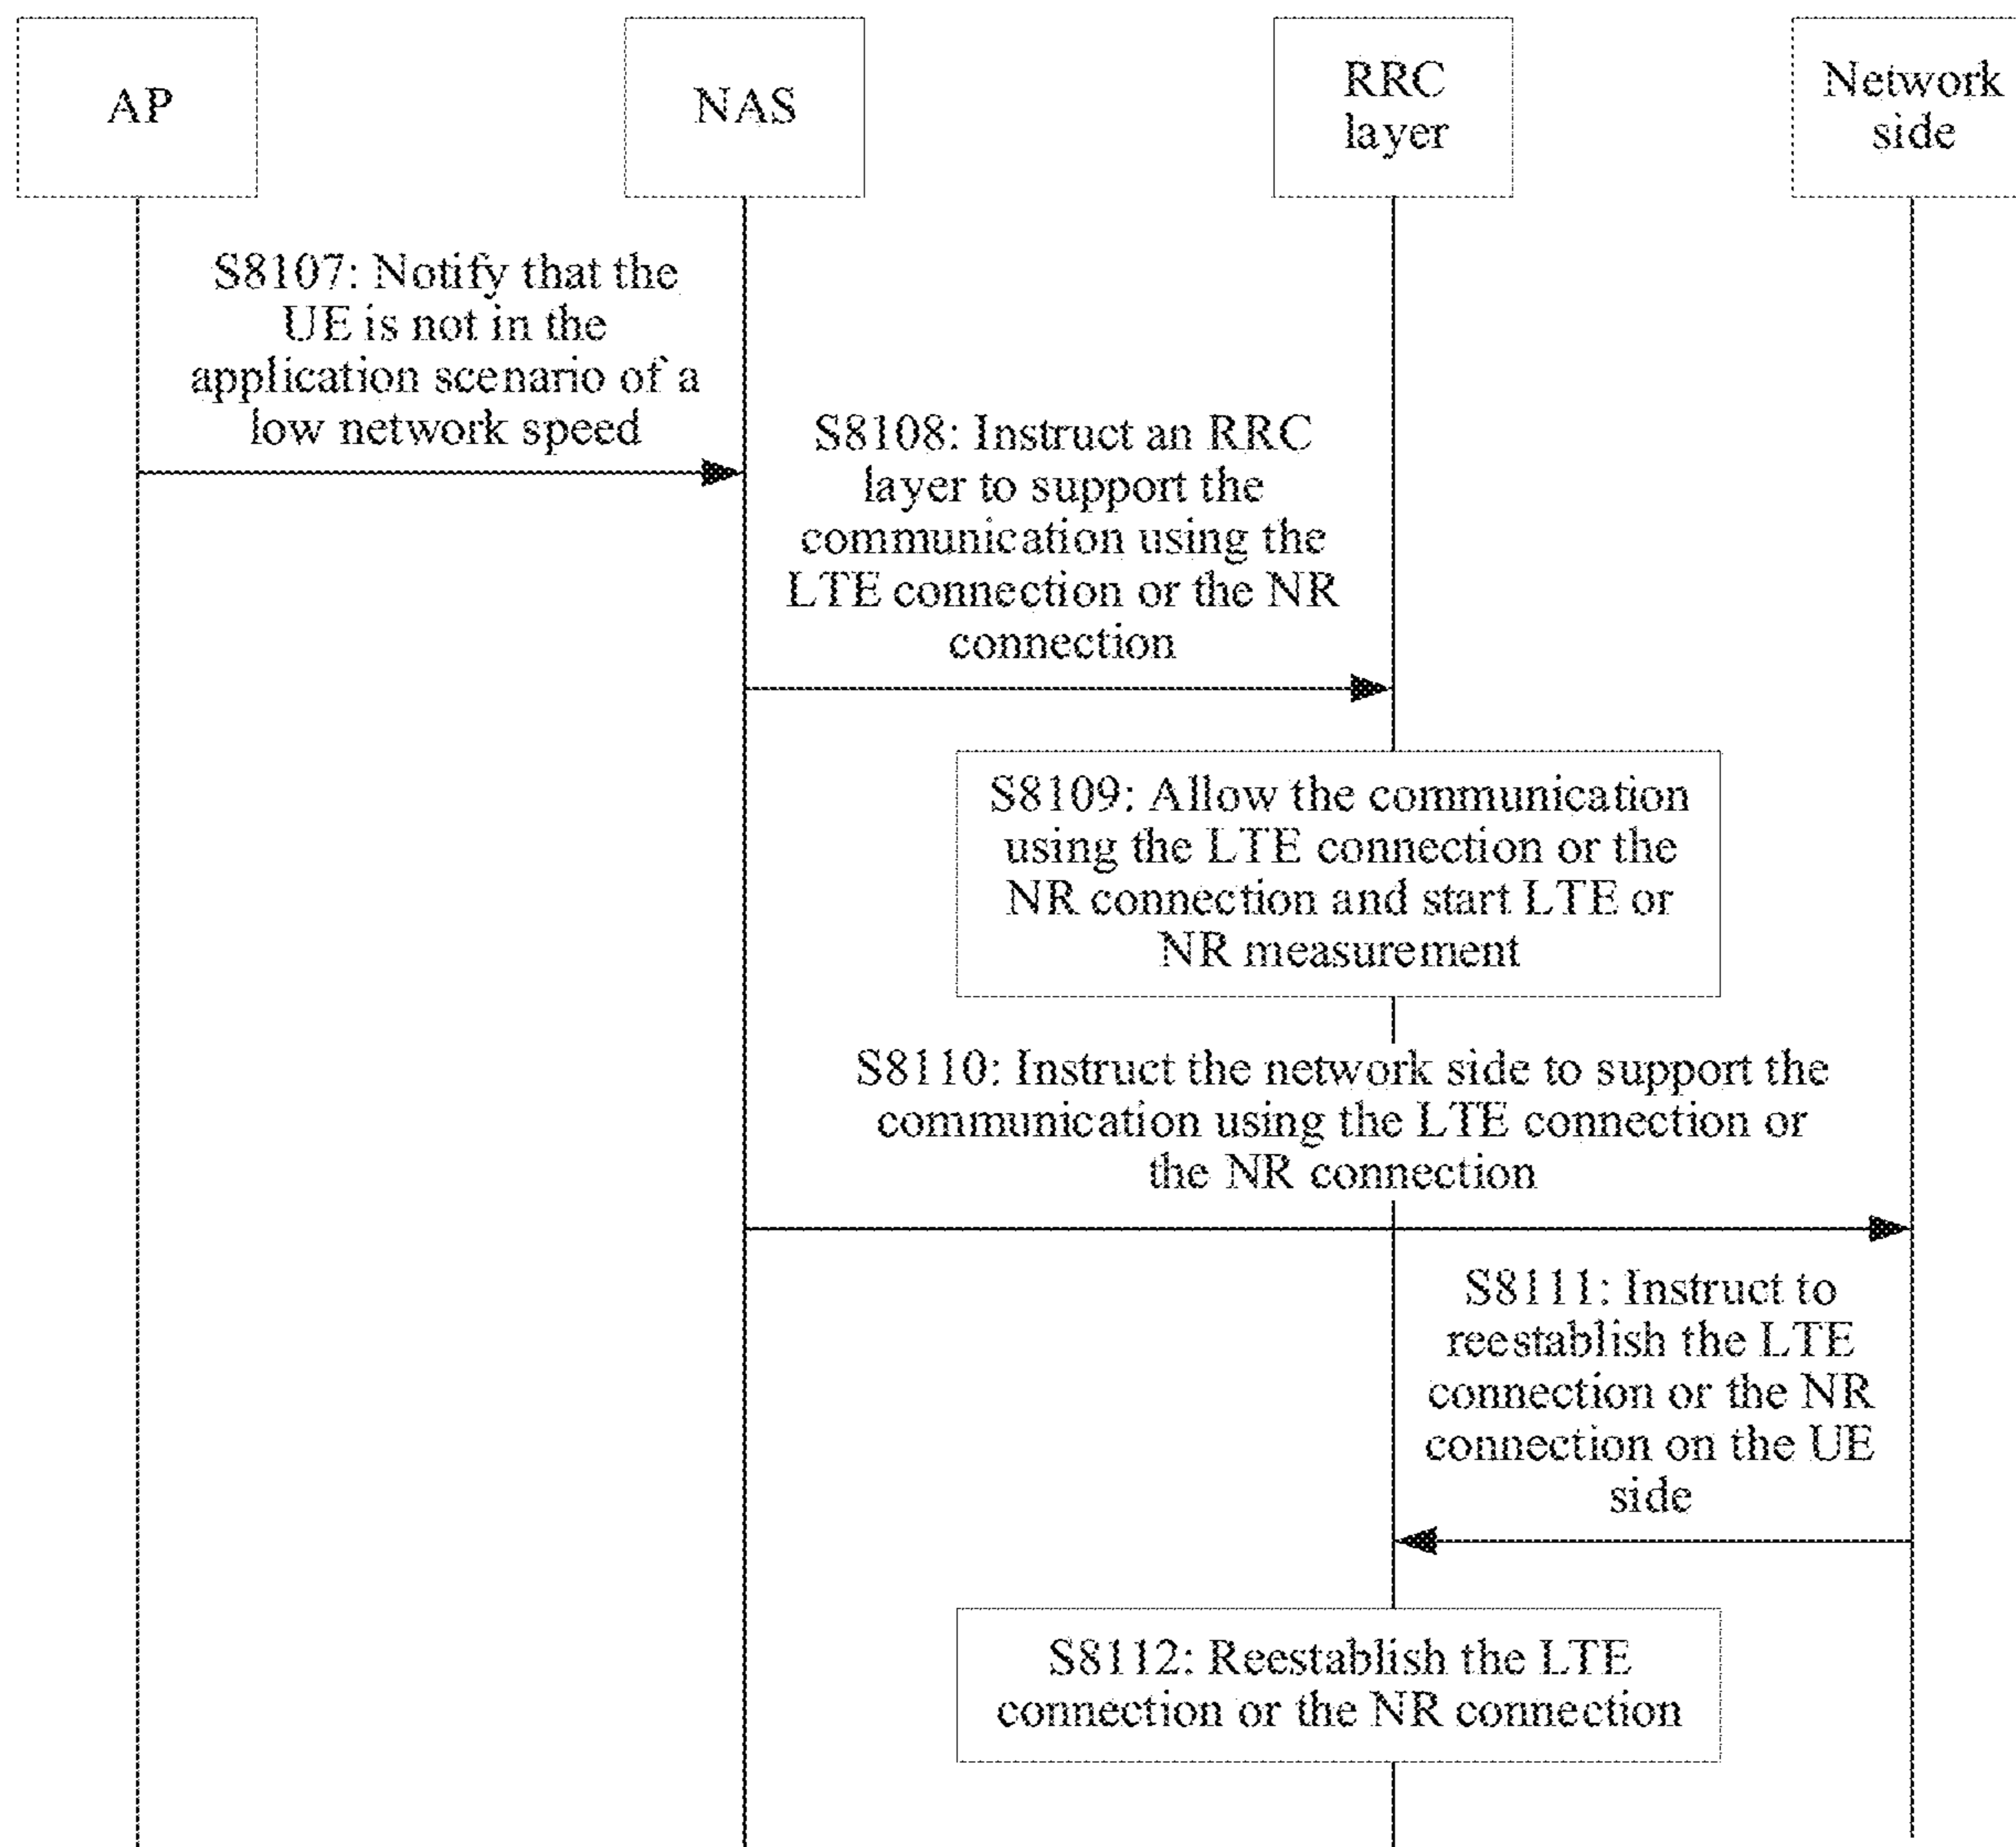 AP
NAS
RRC
layer
Network
side
S8107: Notify that the
UE is not in the
application scenario of a
low network speed
S8108: Instruct an RRC
layer to support the
communication using the
LTE connection or the NR
connection
S8109: Allow the communication
using the LTE connection or the
NR connection and start LTE or
NR measurement
S8110: Instruct the network side to support the
communication using the LTE connection or
the NR connection
S8111: Instruct to
reestablish the LTE
connection or the NR
connection on the UE
side
S8112: Reestablish the LTE
connection or the NR connection